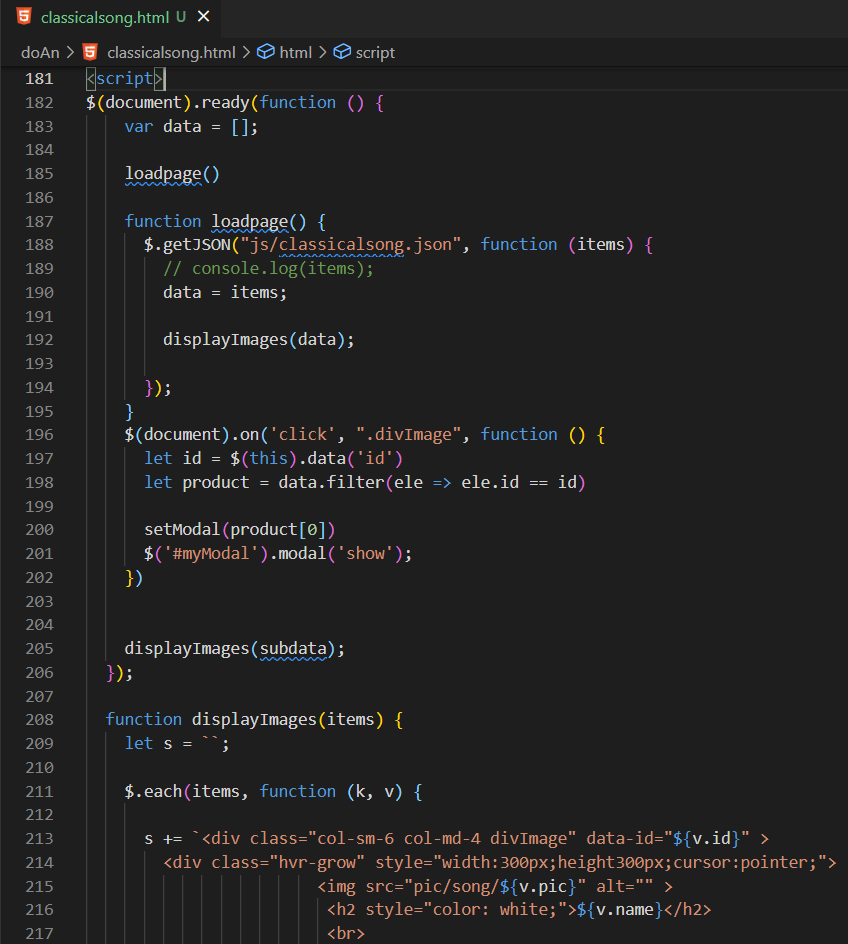 classicalsong.html U ×
doAn > classicalsong.html > html > script
181 <script>
182 $(document).ready(function () {
183 var data = [];
184
185 loadpage()
186
187 function loadpage() {
188 $.getJSON("js/classicalsong.json", function (items) {
189 // console.log(items);
190 data = items;
191
192 displayImages(data);
193
194 });
195 }
196 $(document).on('click', ".divImage", function () {
197 let id = $(this).data('id')
198 let product = data.filter(ele => ele.id == id)
199
200 setModal(product[0])
201 $('#myModal').modal('show');
202 })
203
204
205 displayImages(subdata);
206 });
207
208 function displayImages(items) {
209 let s = ``;
210
211 $.each(items, function (k, v) {
212
213 s += `<div class="col-sm-6 col-md-4 divImage" data-id="${v.id}" >
214 <div class="hvr-grow" style="width:300px;height300px;cursor:pointer;">
215 <img src="pic/song/${v.pic}" alt="" >
216 <h2 style="color: white;">${v.name}</h2>
217 <br>